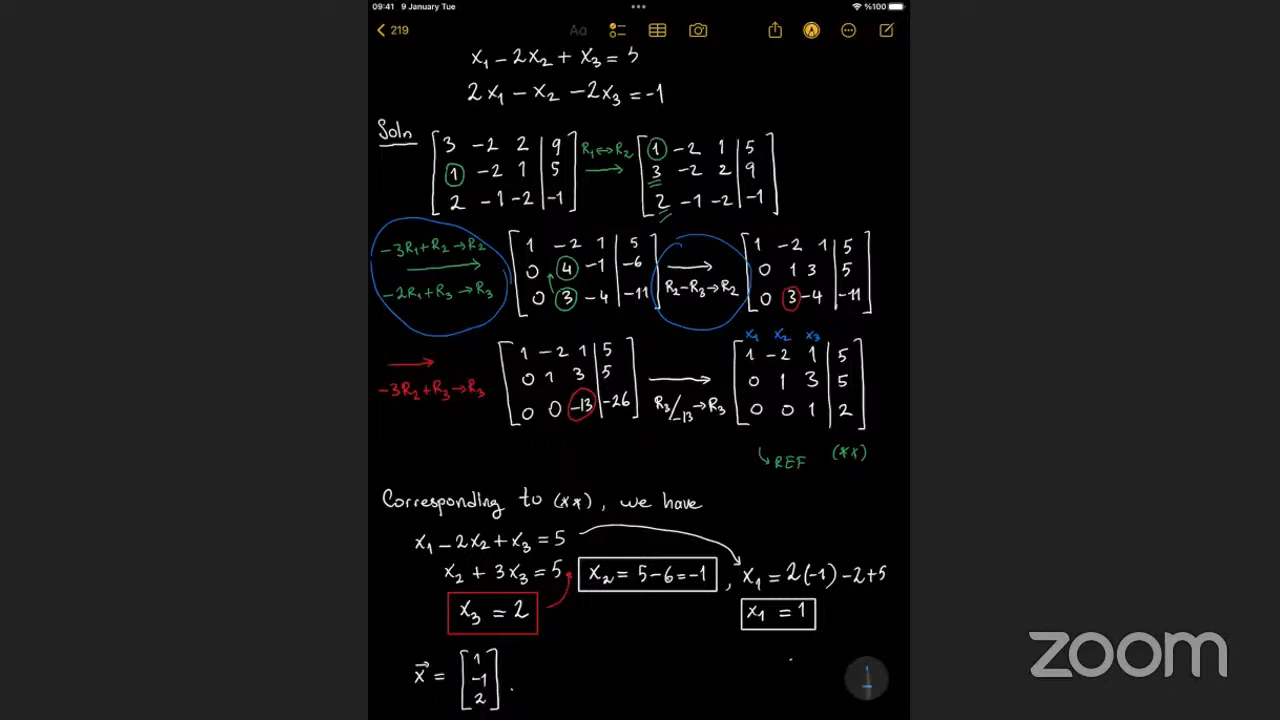 09:41 9 January Tue %100
219 Aa
x₁ - 2x₂ + x₃ = 5
2x₁ - x₂ - 2x₃ = -1
Soln
3 -2 2 | 9 R₁ ↔ R₂ 1 -2 1 | 5
1 -2 1 | 5 → 3 -2 2 | 9
2 -1 -2 | -1 2 -1 -2 | -1
-3R₁ + R₂ → R₂ 1 -2 1 | 5 → 1 -2 1 | 5
→ 0 4 -1 | -6 R₂ - R₃ → R₂ 0 1 3 | 5
-2R₁ + R₃ → R₃ 0 3 -4 | -11 0 3 -4 | -11
x₁ x₂ x₃
→ 1 -2 1 | 5 → 1 -2 1 | 5
-3R₂ + R₃ → R₃ 0 1 3 | 5 R₃/-13 → R₃ 0 1 3 | 5
0 0 -13 | -26 0 0 1 | 2
↳ REF (**)
Corresponding to (**), we have
x₁ - 2x₂ + x₃ = 5
x₂ + 3x₃ = 5 x₂ = 5 - 6 = -1 , x₁ = 2(-1) - 2 + 5
x₃ = 2 x₁ = 1
x⃗ = [1
-1
2] .
zoom